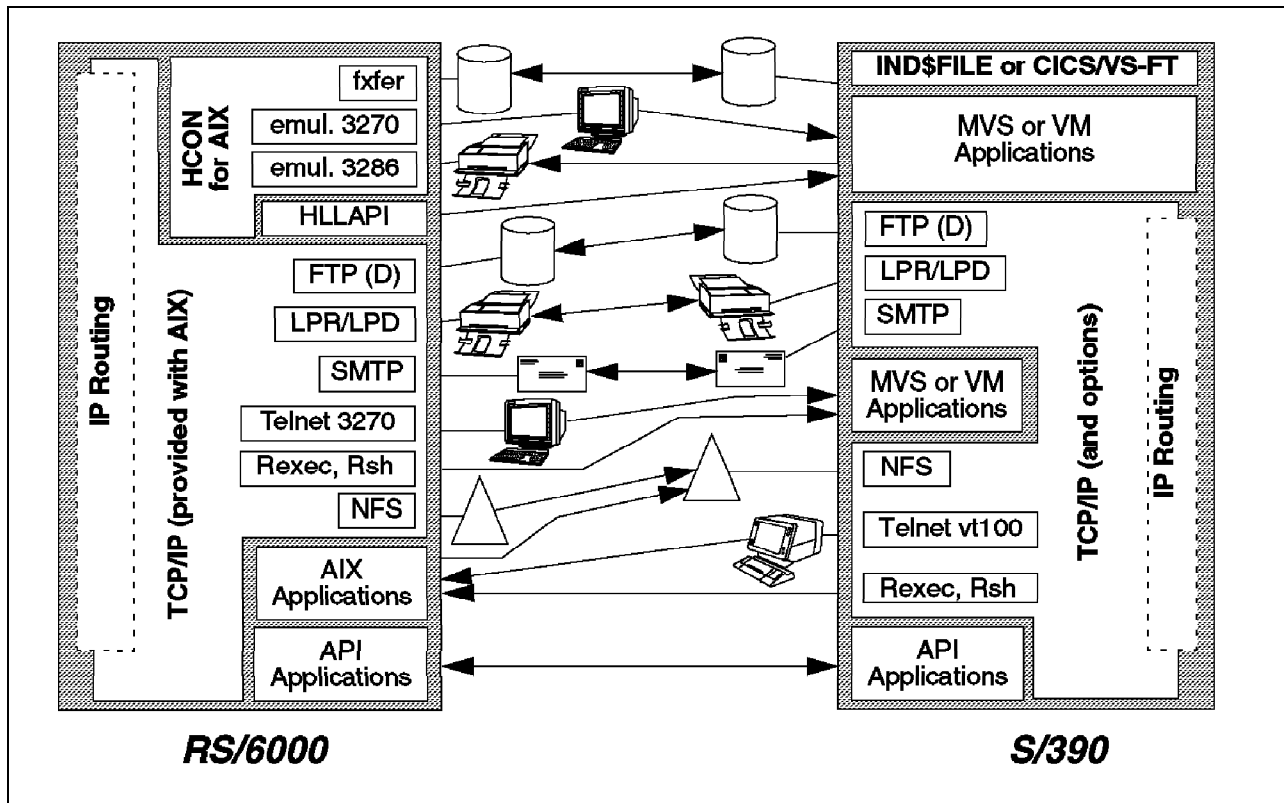 IP Routing
TCP/IP (provided with AIX)
HCON
for AIX
fxfer
emul. 3270
emul. 3286
HLLAPI
FTP (D)
LPR/LPD
SMTP
Telnet 3270
Rexec, Rsh
NFS
AIX
Applications
API
Applications
RS/6000
IND$FILE or CICS/VS-FT
MVS or VM
Applications
FTP (D)
LPR/LPD
SMTP
MVS or VM
Applications
NFS
Telnet vt100
Rexec, Rsh
API
Applications
TCP/IP (and options)
IP Routing
S/390